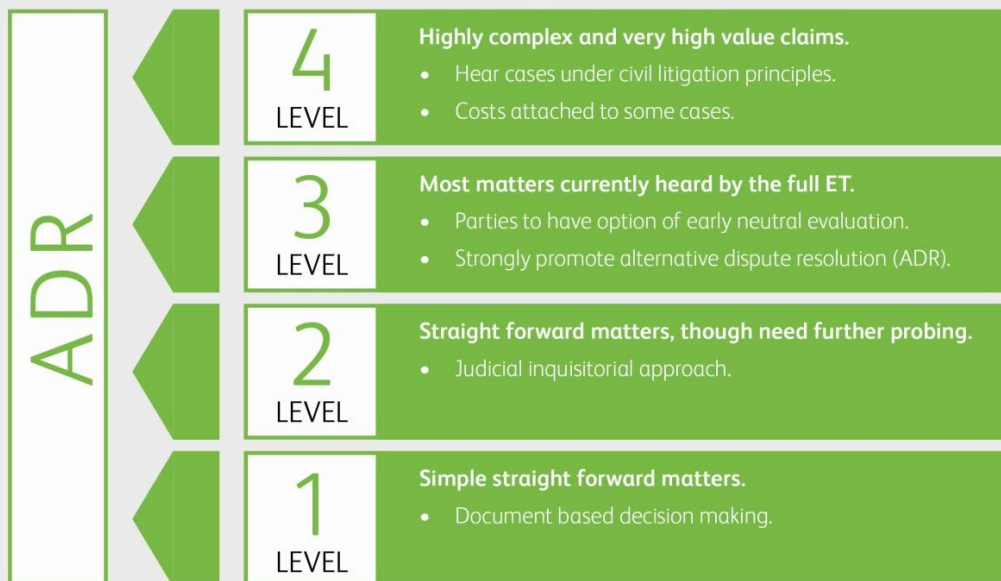 ADR
4
LEVEL
Highly complex and very high value claims.
• Hear cases under civil litigation principles.
• Costs attached to some cases.
3
LEVEL
Most matters currently heard by the full ET.
• Parties to have option of early neutral evaluation.
• Strongly promote alternative dispute resolution (ADR).
2
LEVEL
Straight forward matters, though need further probing.
• Judicial inquisitorial approach.
1
LEVEL
Simple straight forward matters.
• Document based decision making.